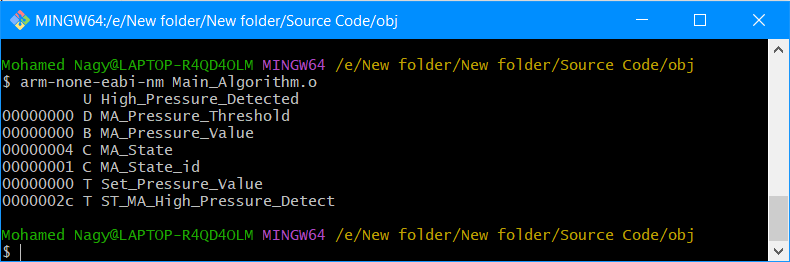 MINGW64:/e/New folder/New folder/Source Code/obj
Mohamed Nagy@LAPTOP-R4QD4OLM MINGW64 /e/New folder/New folder/Source Code/obj
$ arm-none-eabi-nm Main_Algorithm.o
         U High_Pressure_Detected
00000000 D MA_Pressure_Threshold
00000000 B MA_Pressure_Value
00000004 C MA_State
00000001 C MA_State_id
00000000 T Set_Pressure_Value
0000002c T ST_MA_High_Pressure_Detect
Mohamed Nagy@LAPTOP-R4QD4OLM MINGW64 /e/New folder/New folder/Source Code/obj
$